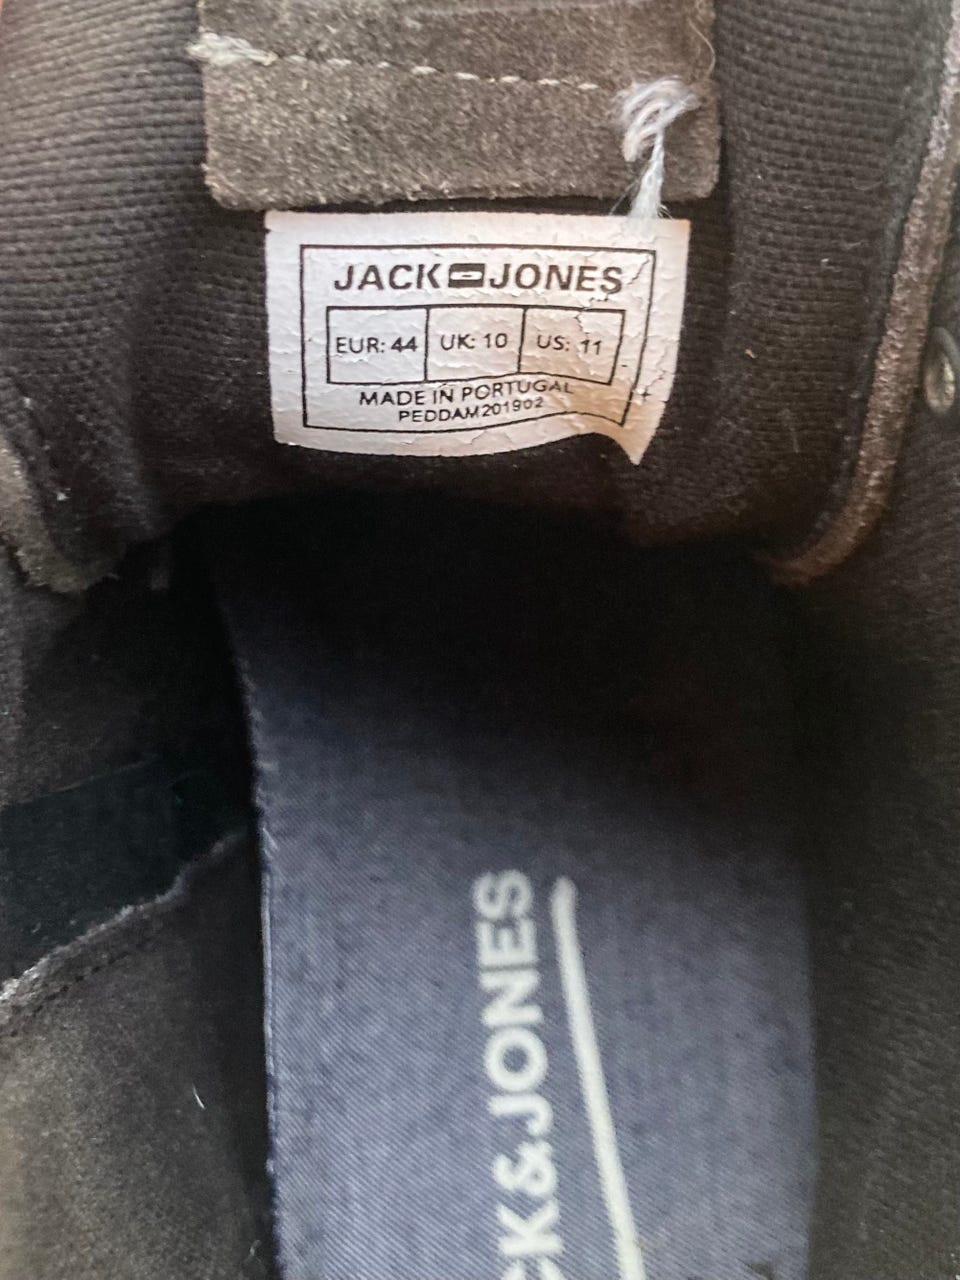 JACK JONES
EUR: 44 UK: 10 US: 11
MADE IN PORTUGAL
PEDDAM201902
CK&JONES